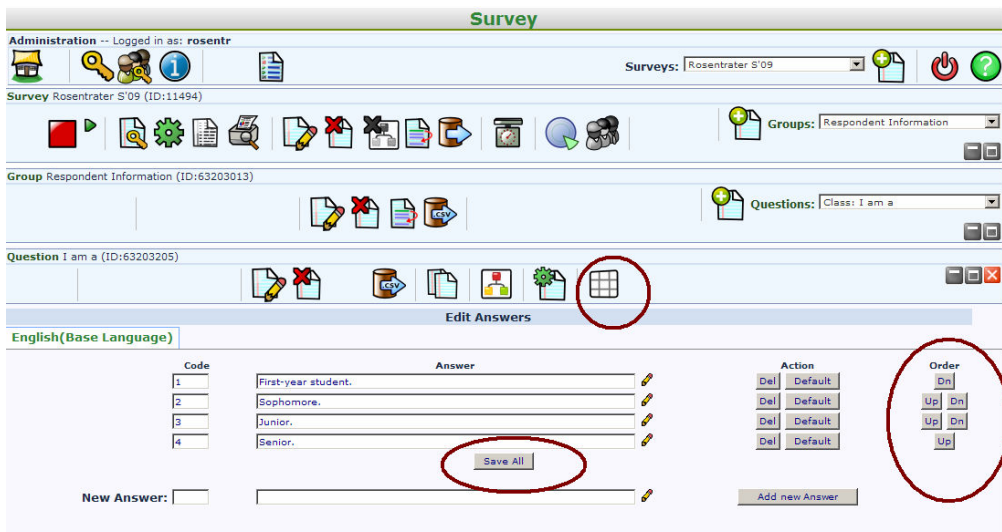 Survey
Administration -- Logged in as: rosentr
Surveys: Rosentrater S'09
Survey Rosentrater S'09 (ID:11494)
Groups: Respondent Information
Group Respondent Information (ID:63203013)
CSV
Questions: Class: I am a
Question I am a (ID:63203205)
CSV
Edit Answers
English(Base Language)
Code Answer Action Order
1 First-year student. Del Default Dn
2 Sophomore. Del Default Up Dn
3 Junior. Del Default Up Dn
4 Senior. Del Default Up
Save All
New Answer: Add new Answer